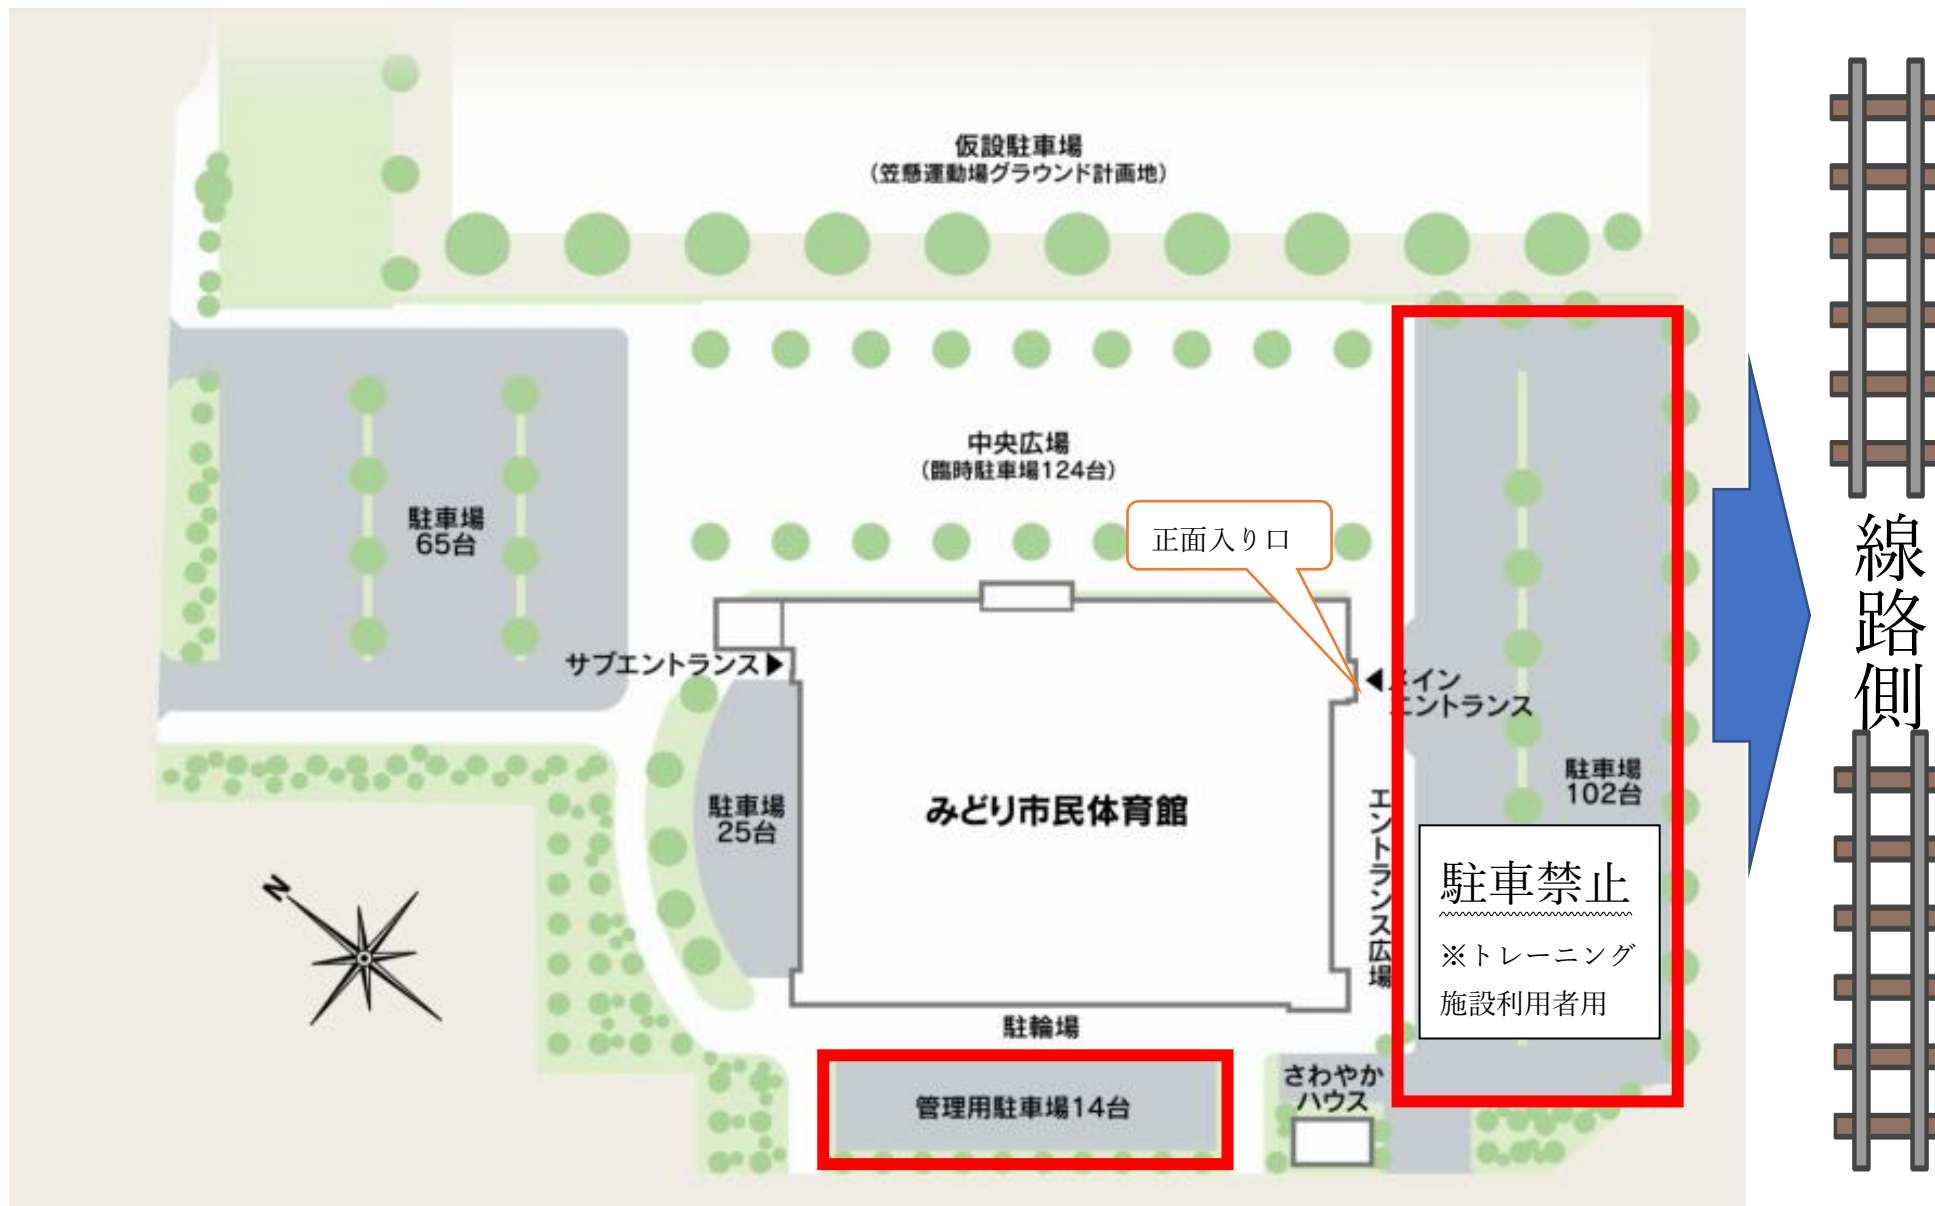 仮設駐車場
（笠懸運動場グラウンド計画地）
中央広場
（臨時駐車場124台）
正面入り口
駐車場
65台
サブエントランス▶
◀メイン
エントランス
線路側
駐車場
102台
駐車場
25台
みどり市民体育館
エントランス広場
駐車禁止
※トレーニング
施設利用者用
N
駐輪場
管理用駐車場14台
さわやか
ハウス